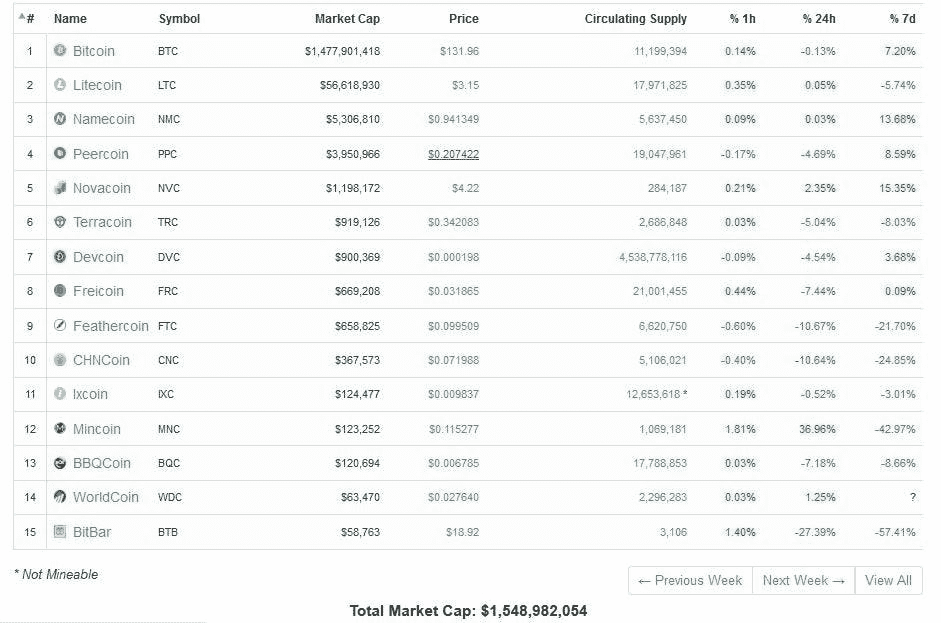 # Name Symbol Market Cap Price Circulating Supply % 1h % 24h % 7d
1 Bitcoin BTC $1,477,901,418 $131.96 11,199,394 0.14% -0.13% 7.20%
2 Litecoin LTC $56,618,930 $3.15 17,971,825 0.35% 0.05% -5.74%
3 Namecoin NMC $5,306,810 $0.941349 5,637,450 0.09% 0.03% 13.68%
4 Peercoin PPC $3,950,966 $0.207422 19,047,961 -0.17% -4.69% 8.59%
5 Novacoin NVC $1,198,172 $4.22 284,187 0.21% 2.35% 15.35%
6 Terracoin TRC $919,126 $0.342083 2,686,848 0.03% -5.04% -8.03%
7 Devcoin DVC $900,369 $0.000198 4,538,778,116 -0.09% -4.54% 3.68%
8 Freicoin FRC $669,208 $0.031865 21,001,455 0.44% -7.44% 0.09%
9 Feathercoin FTC $658,825 $0.099509 6,620,750 -0.60% -10.67% -21.70%
10 CHNCoin CNC $367,573 $0.071988 5,106,021 -0.40% -10.64% -24.85%
11 Ixcoin IXC $124,477 $0.009837 12,653,618 * 0.19% -0.52% -3.01%
12 Mincoin MNC $123,252 $0.115277 1,069,181 1.81% 36.96% -42.97%
13 BBQCoin BQC $120,694 $0.006785 17,788,853 0.03% -7.18% -8.66%
14 WorldCoin WDC $63,470 $0.027640 2,296,283 0.03% 1.25% ?
15 BitBar BTB $58,763 $18.92 3,106 1.40% -27.39% -57.41%
* Not Mineable
← Previous Week Next Week → View All
Total Market Cap: $1,548,982,054